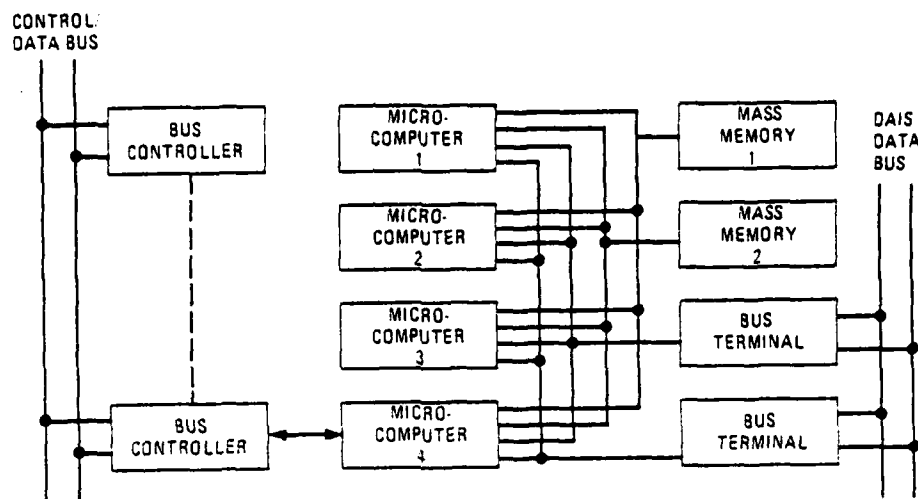 CONTROL
DATA BUS
BUS
CONTROLLER
MICRO-
COMPUTER
1
MASS
MEMORY
1
DAIS
DATA
BUS
MICRO-
COMPUTER
2
MASS
MEMORY
2
MICRO-
COMPUTER
3
BUS
TERMINAL
BUS
CONTROLLER
MICRO-
COMPUTER
4
BUS
TERMINAL